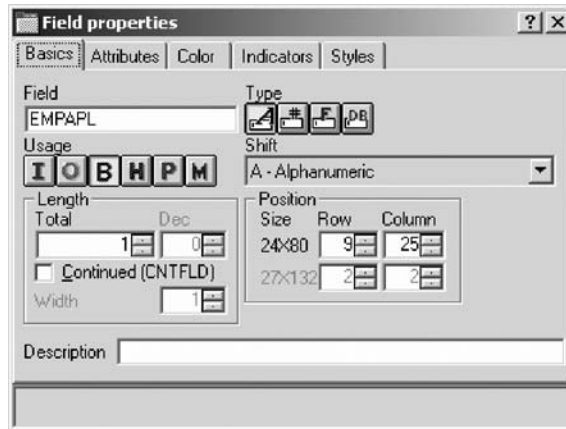 Field properties ? ×
Basics Attributes Color Indicators Styles
Field Type
EMPAPL A # F DB
Usage Shift
I O B H P M A - Alphanumeric
Length Position
Total Dec Size Row Column
1 0 24X80 9 25
Continued (CNTFLD) 27X132 2 2
Width 1
Description